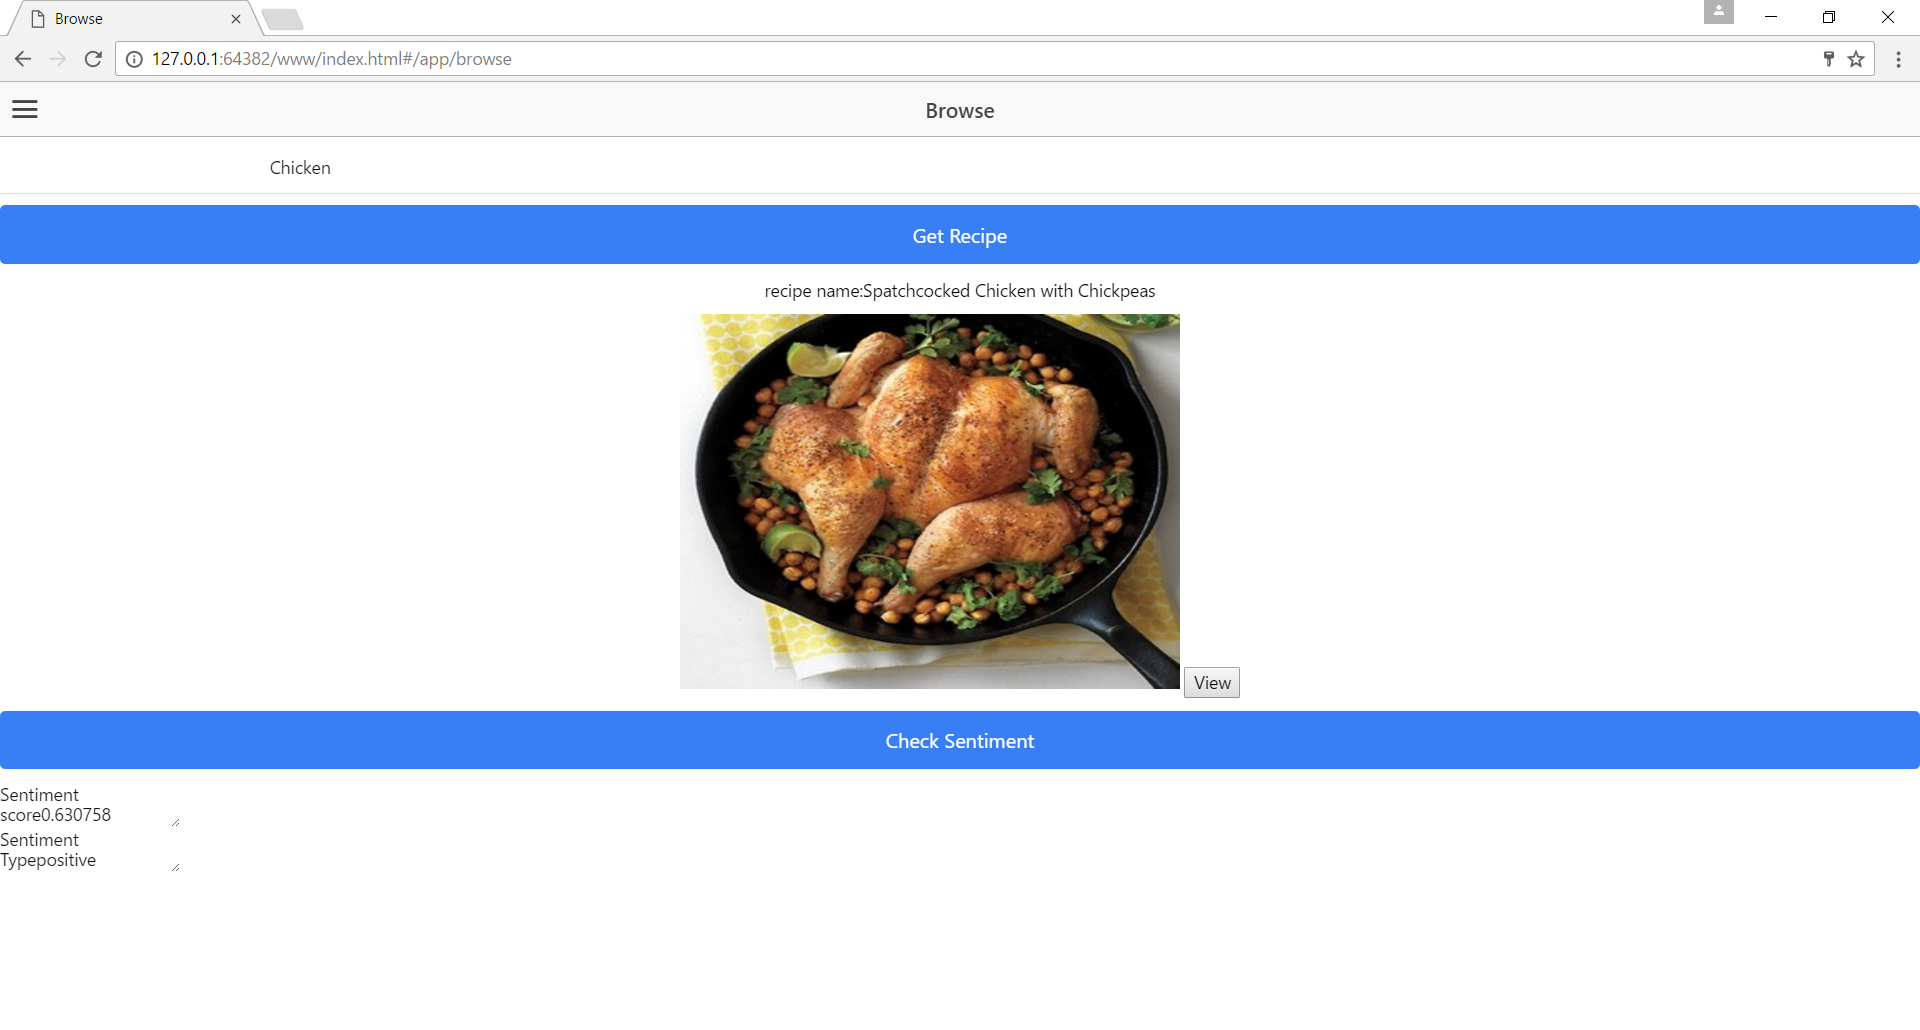 Browse
127.0.0.1:64382/www/index.html#/app/browse
Browse
Chicken
Get Recipe
recipe name:Spatchcocked Chicken with Chickpeas
View
Check Sentiment
Sentiment
score0.630758
Sentiment
Typepositive